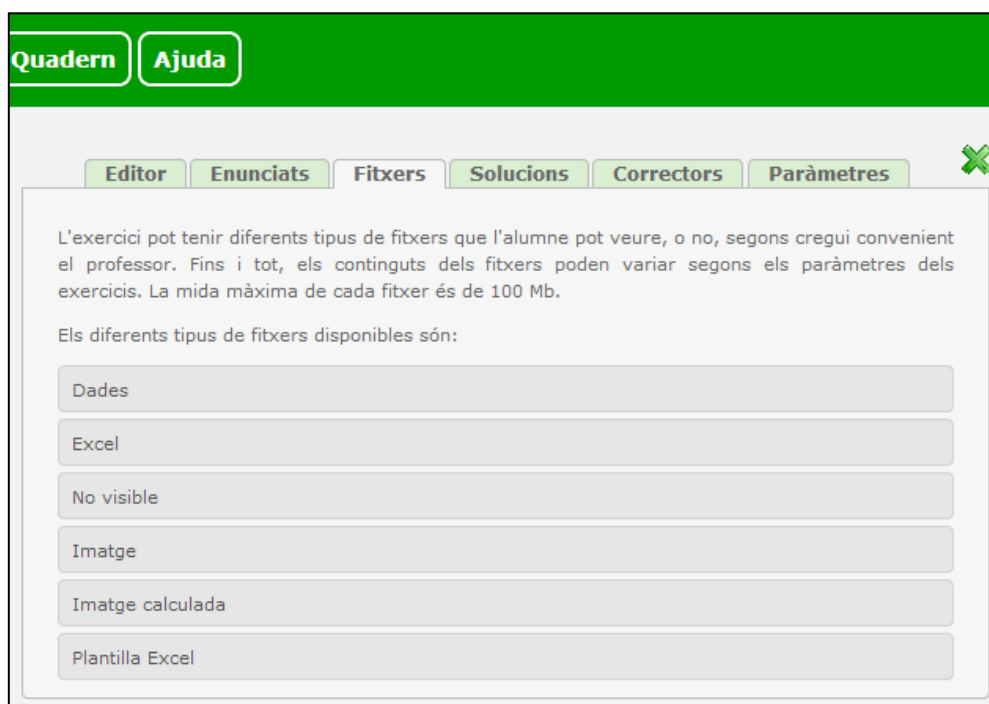 Quadern Ajuda
Editor Enunciats Fitxers Solucions Correctors Paràmetres
L'exercici pot tenir diferents tipus de fitxers que l'alumne pot veure, o no, segons cregui convenient
el professor. Fins i tot, els continguts dels fitxers poden variar segons els paràmetres dels
exercicis. La mida màxima de cada fitxer és de 100 Mb.
Els diferents tipus de fitxers disponibles són:
Dades
Excel
No visible
Imatge
Imatge calculada
Plantilla Excel